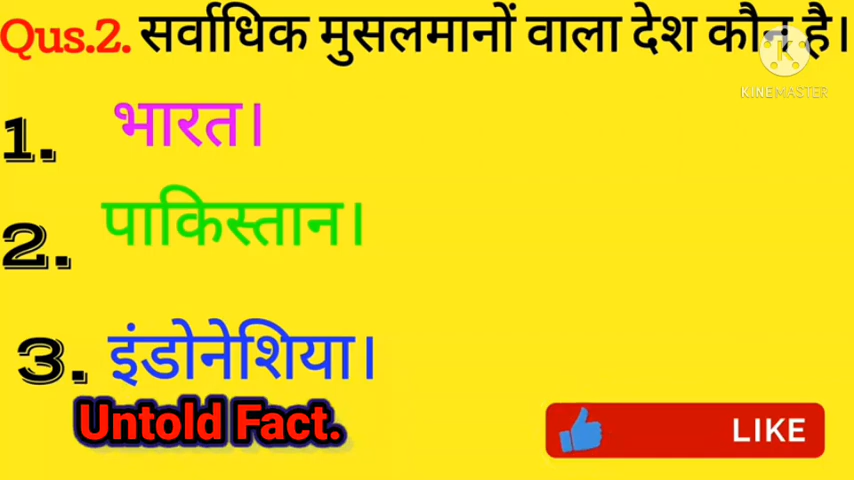 Qus.2. सर्वाधिक मुसलमानों वाला देश कौन है।
KINEMASTER
1. भारत।
2. पाकिस्तान।
3. इंडोनेशिया।
Untold Fact.
LIKE